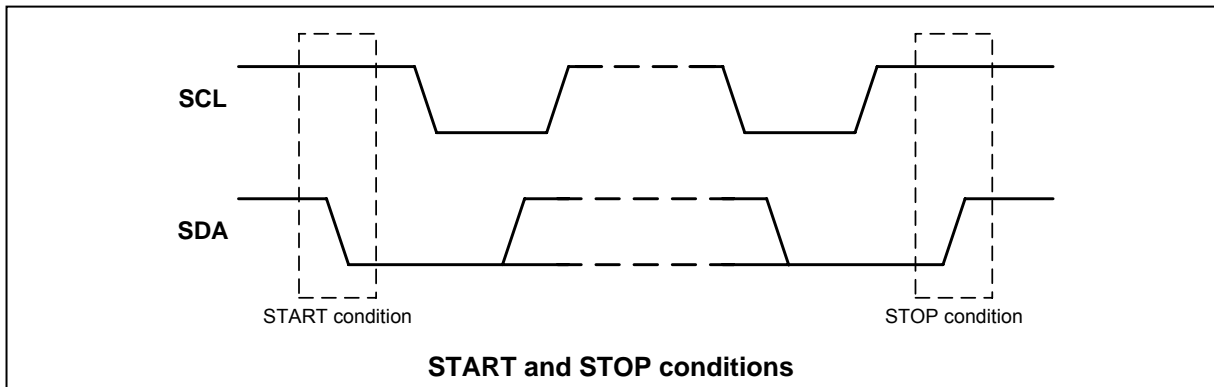 SCL
SDA
START condition
STOP condition
START and STOP conditions